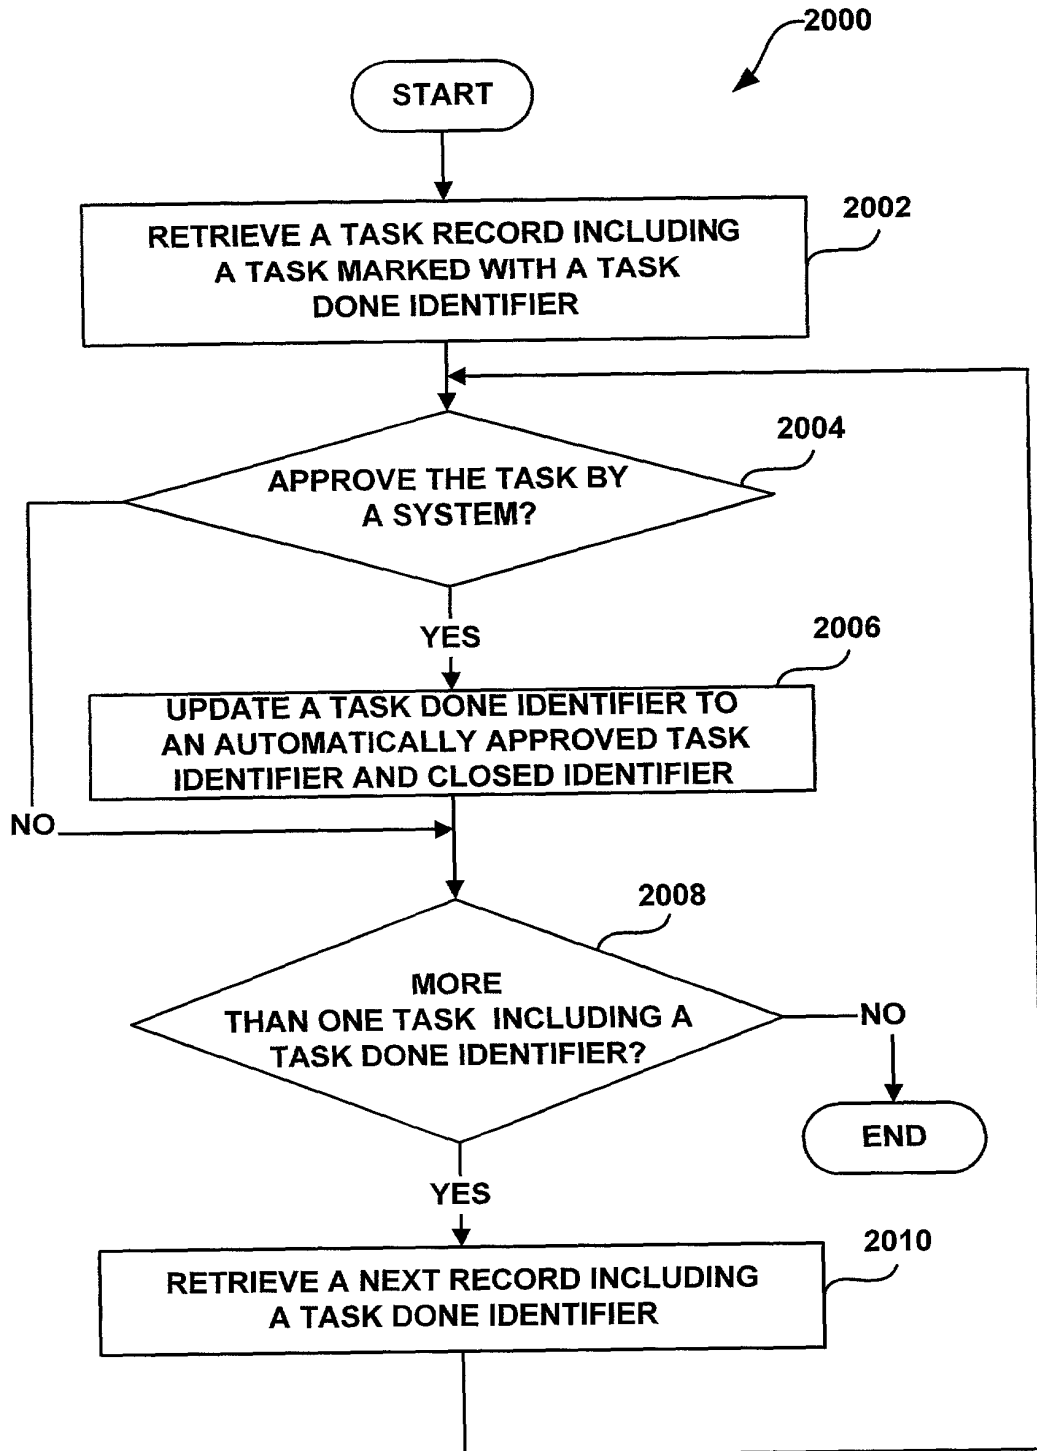 2000
START
2002
RETRIEVE A TASK RECORD INCLUDING
A TASK MARKED WITH A TASK
DONE IDENTIFIER
2004
APPROVE THE TASK BY
A SYSTEM?
YES
2006
UPDATE A TASK DONE IDENTIFIER TO
AN AUTOMATICALLY APPROVED TASK
IDENTIFIER AND CLOSED IDENTIFIER
NO
2008
MORE
THAN ONE TASK INCLUDING A
TASK DONE IDENTIFIER?
NO
END
YES
2010
RETRIEVE A NEXT RECORD INCLUDING
A TASK DONE IDENTIFIER